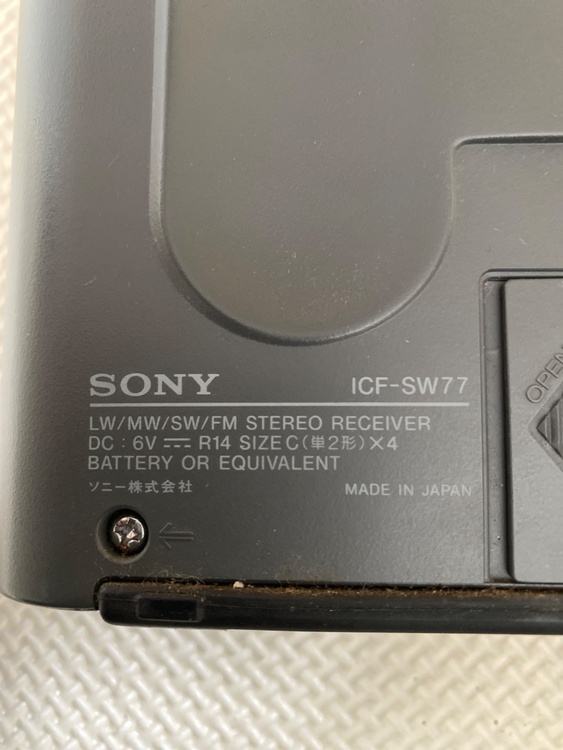 SONY ICF-SW77
LW/MW/SW/FM STEREO RECEIVER
DC : 6V ⎓ R14 SIZE C (単2形)×4
BATTERY OR EQUIVALENT
ソニー株式会社 MADE IN JAPAN
OPEN